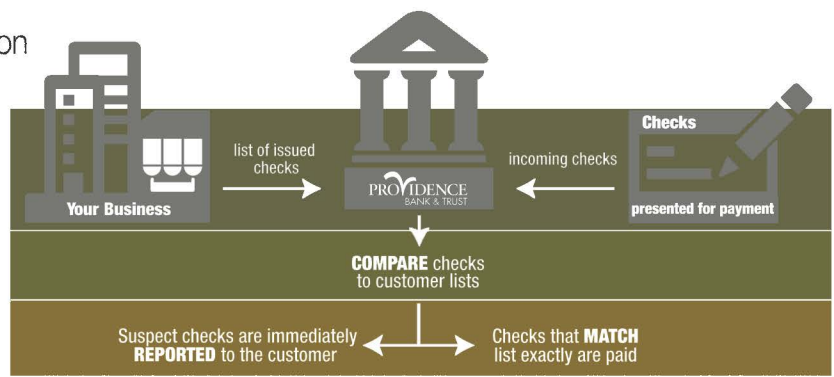 on
list of issued
checks
Your Business
PROVIDENCE
BANK & TRUST
incoming checks
Checks
presented for payment
COMPARE checks
to customer lists
Suspect checks are immediately
REPORTED to the customer
Checks that MATCH
list exactly are paid